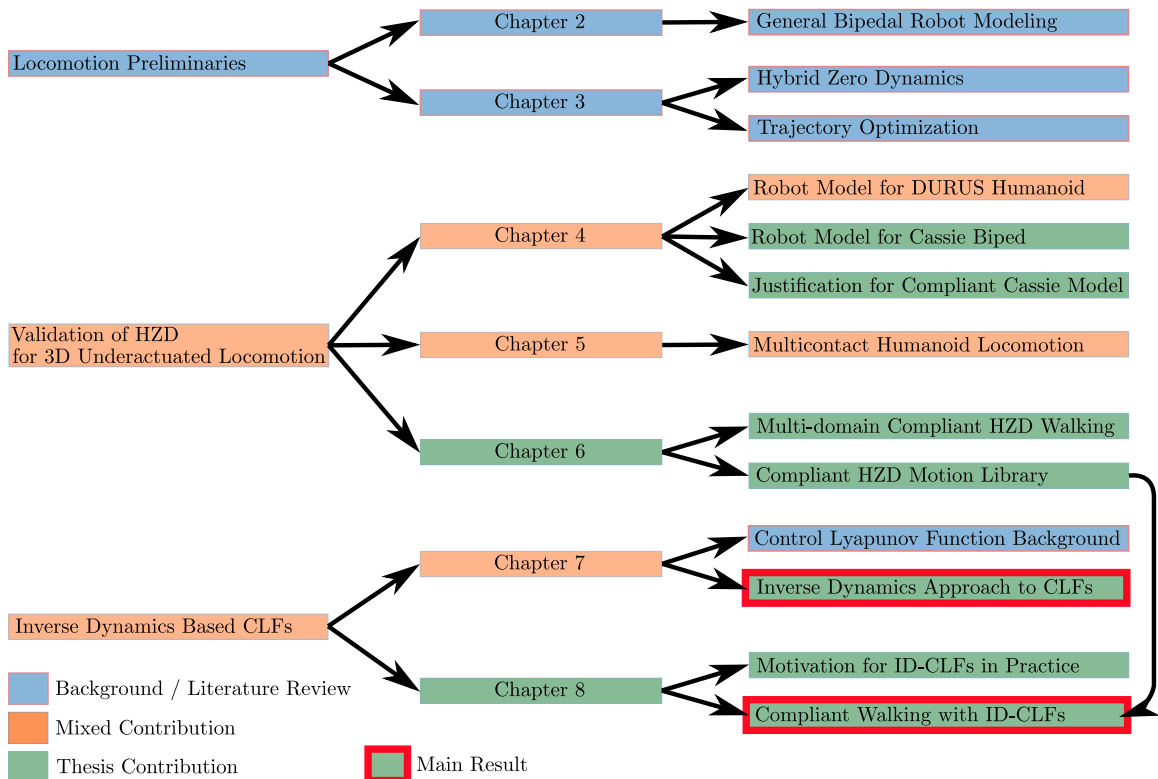 Locomotion Preliminaries
Chapter 2
General Bipedal Robot Modeling
Chapter 3
Hybrid Zero Dynamics
Trajectory Optimization
Validation of HZD
for 3D Underactuated Locomotion
Chapter 4
Robot Model for DURUS Humanoid
Robot Model for Cassie Biped
Justification for Compliant Cassie Model
Chapter 5
Multicontact Humanoid Locomotion
Chapter 6
Multi-domain Compliant HZD Walking
Compliant HZD Motion Library
Inverse Dynamics Based CLFs
Chapter 7
Control Lyapunov Function Background
Inverse Dynamics Approach to CLFs
Chapter 8
Motivation for ID-CLFs in Practice
Compliant Walking with ID-CLFs
Background / Literature Review
Mixed Contribution
Thesis Contribution
Main Result